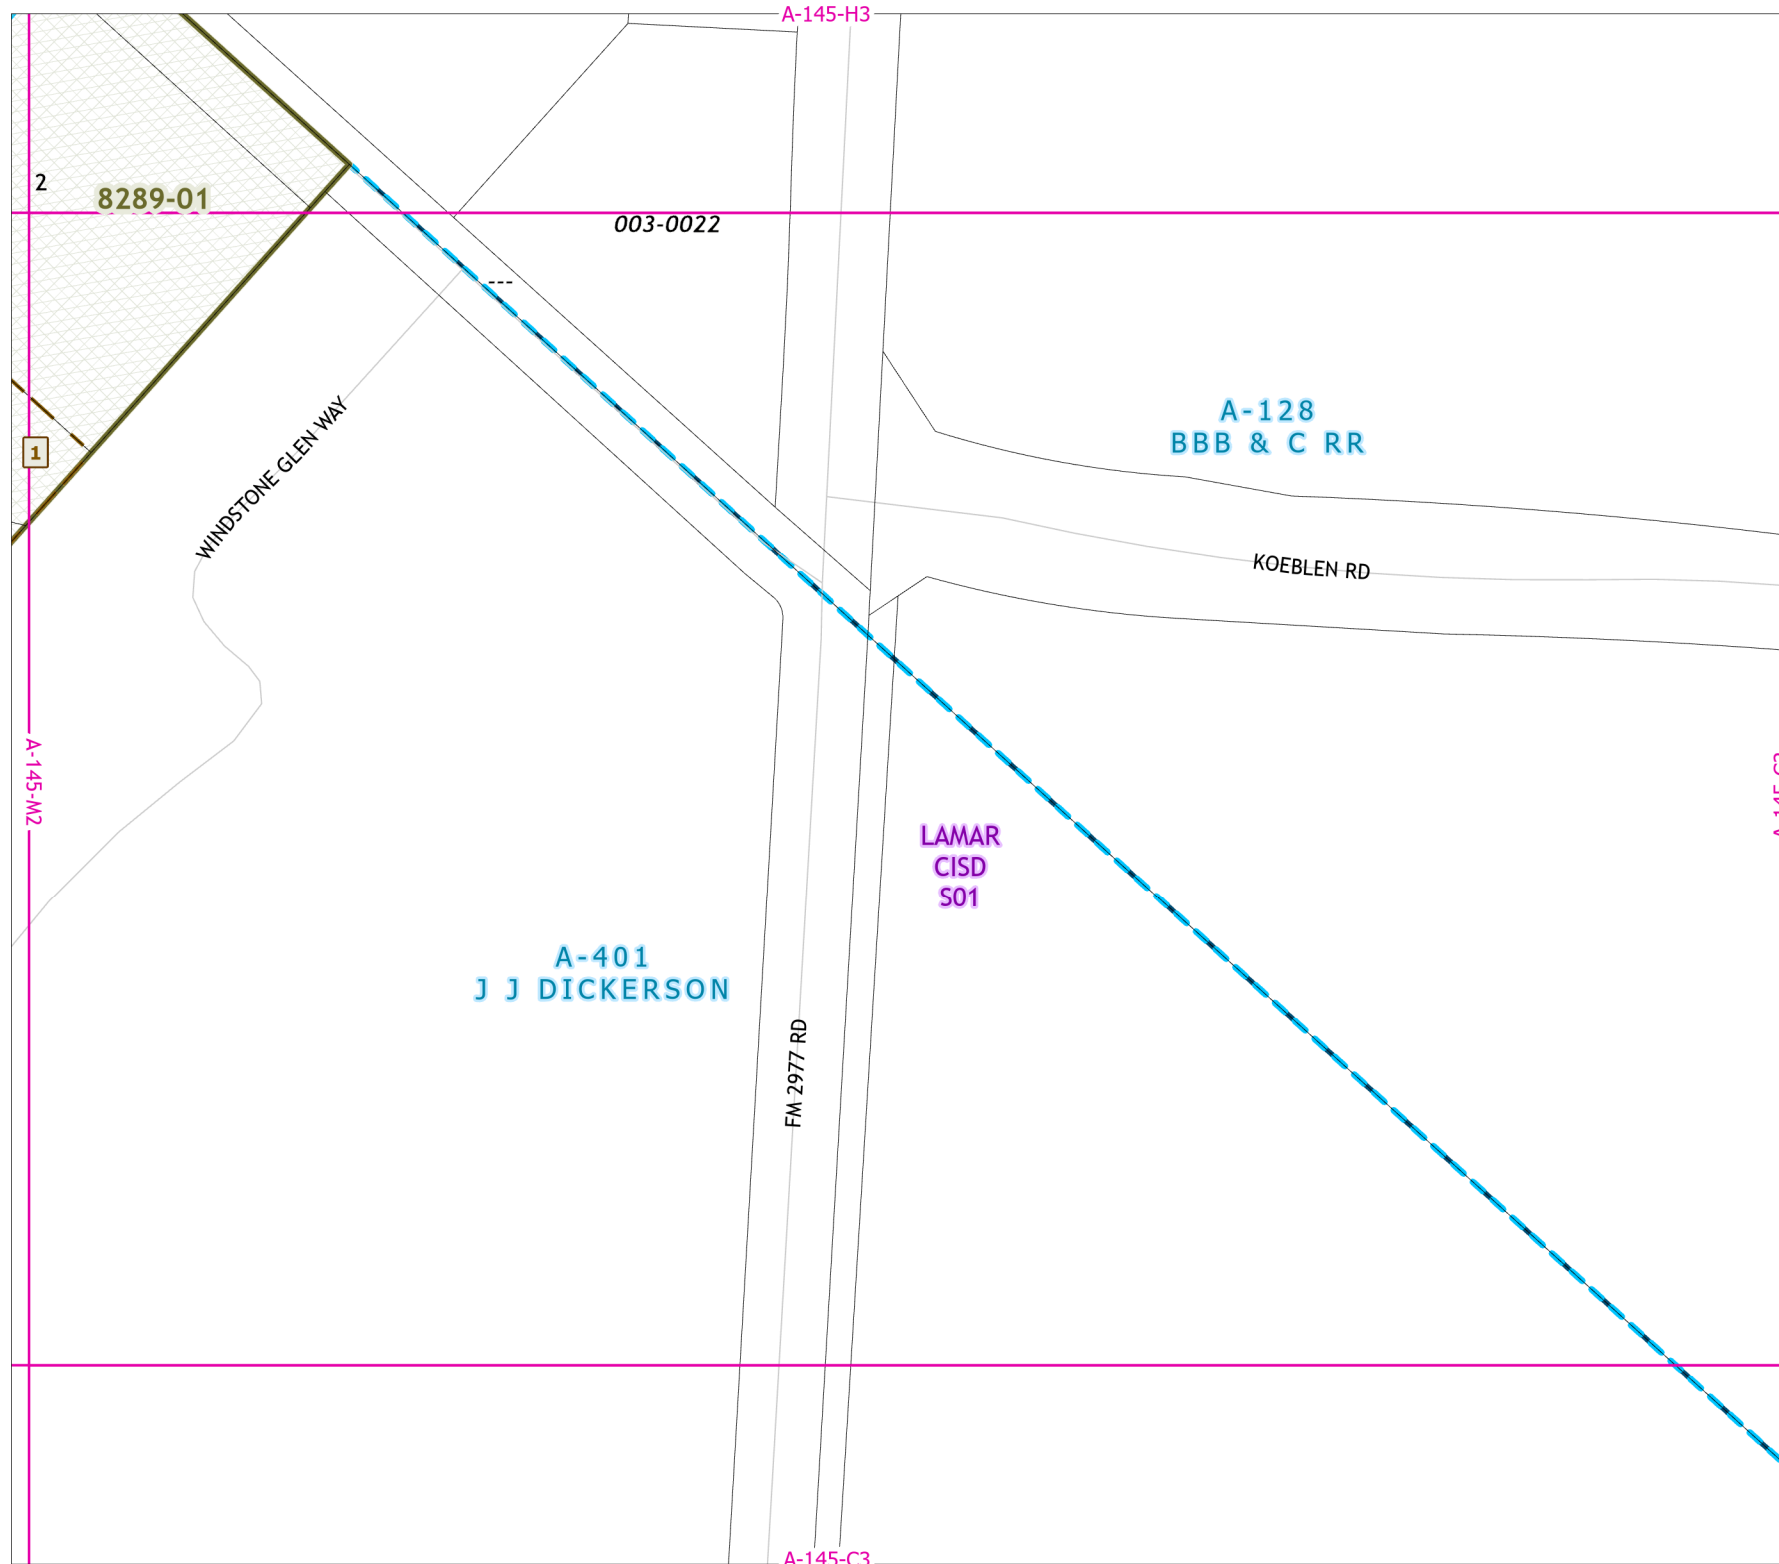 A-145-H3
2
8289-01
003-0022
---
A-128
BBB & C RR
WINDSTONE GLEN WAY
1
KOEBLEN RD
A-145-M2
LAMAR
CISD
S01
A-401
J J DICKERSON
FM 2977 RD
A-145-C3